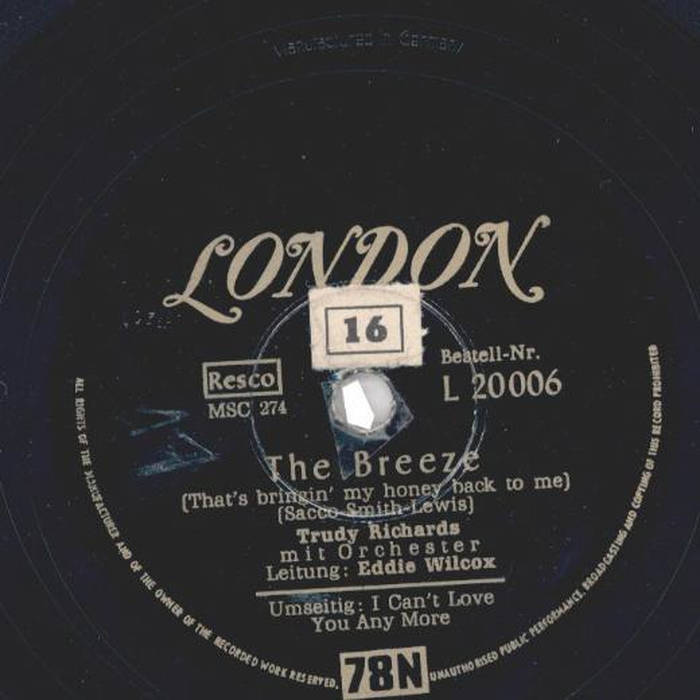 Manufactured in Germany
LONDON
16
Resco
MSC 274
Bestell-Nr.
L 20006
The Breeze
(That's bringin' my honey back to me)
(Sacco-Smith-Lewis)
Trudy Richards
mit Orchester
Leitung: Eddie Wilcox
Umseitig: I Can't Love
You Any More
78N
ALL RIGHTS OF THE MANUFACTURER AND OF THE OWNER OF THE RECORDED WORK RESERVED. UNAUTHORISED PUBLIC PERFORMANCE, BROADCASTING AND COPYING OF THIS RECORD PROHIBITED